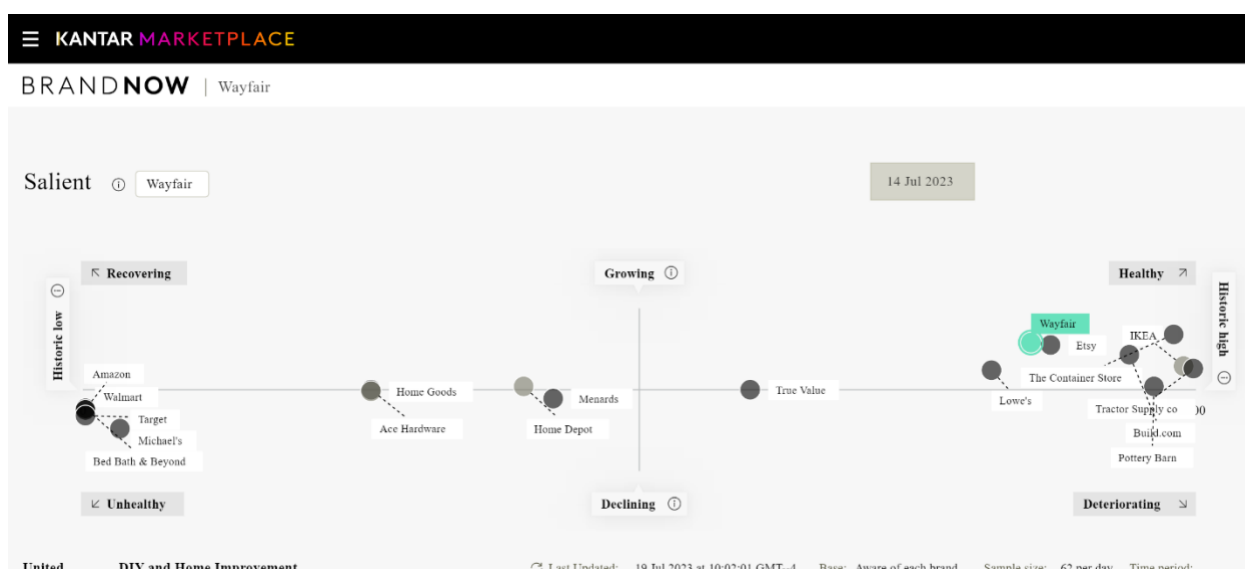 KANTAR MARKETPLACE
BRANDNOW | Wayfair
Salient Wayfair
14 Jul 2023
Recovering
Growing
Healthy
Historic low
Historic high
Wayfair
Etsy
IKEA
Amazon
Walmart
Target
Michael's
Bed Bath & Beyond
Home Goods
Ace Hardware
Menards
Home Depot
True Value
The Container Store
Lowe's
Tractor Supply co
00
Build.com
Pottery Barn
Unhealthy
Declining
Deteriorating
United DIY and Home Improvement Last Updated: 19 Jul 2023 at 10:02:01 GMT-4 Base: Aware of each brand Sample size: 62 per day Time period: